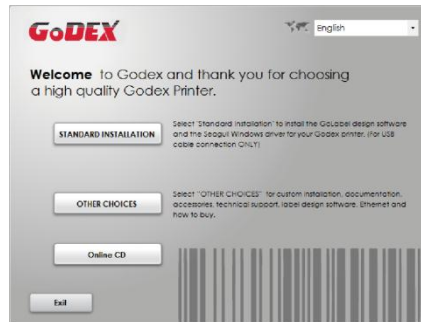 GoDEX
English
Welcome to Godex and thank you for choosing
a high quality Godex Printer.
STANDARD INSTALLATION
Select 'Standard Installation' to install the GoLabel design software
and the Seagull Windows driver for your Godex printer. (For USB
cable connection ONLY)
OTHER CHOICES
Select "OTHER CHOICES" for custom installation, documentation,
accessories, technical support, label design software, Ethernet and
how to buy.
Online CD
Exit